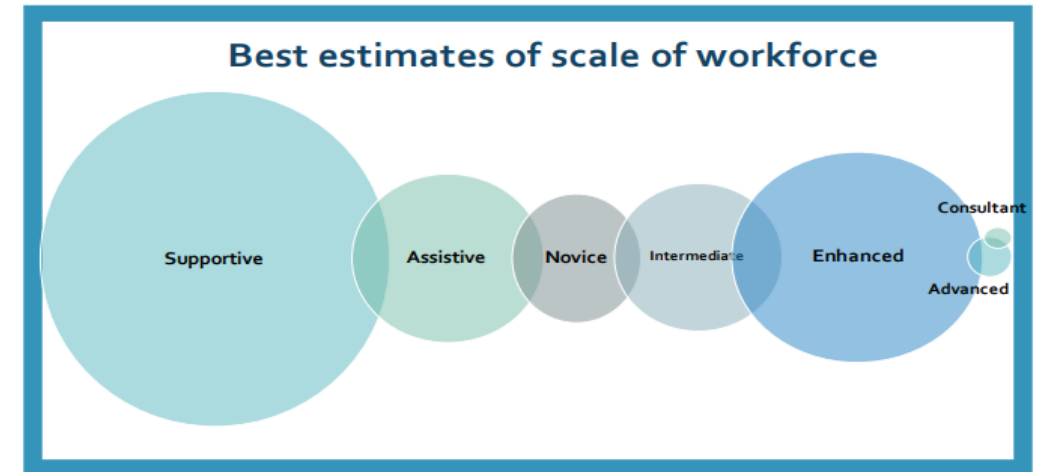 Best estimates of scale of workforce
Consultant
Supportive
Assistive
Novice
Intermediate
Enhanced
Advanced